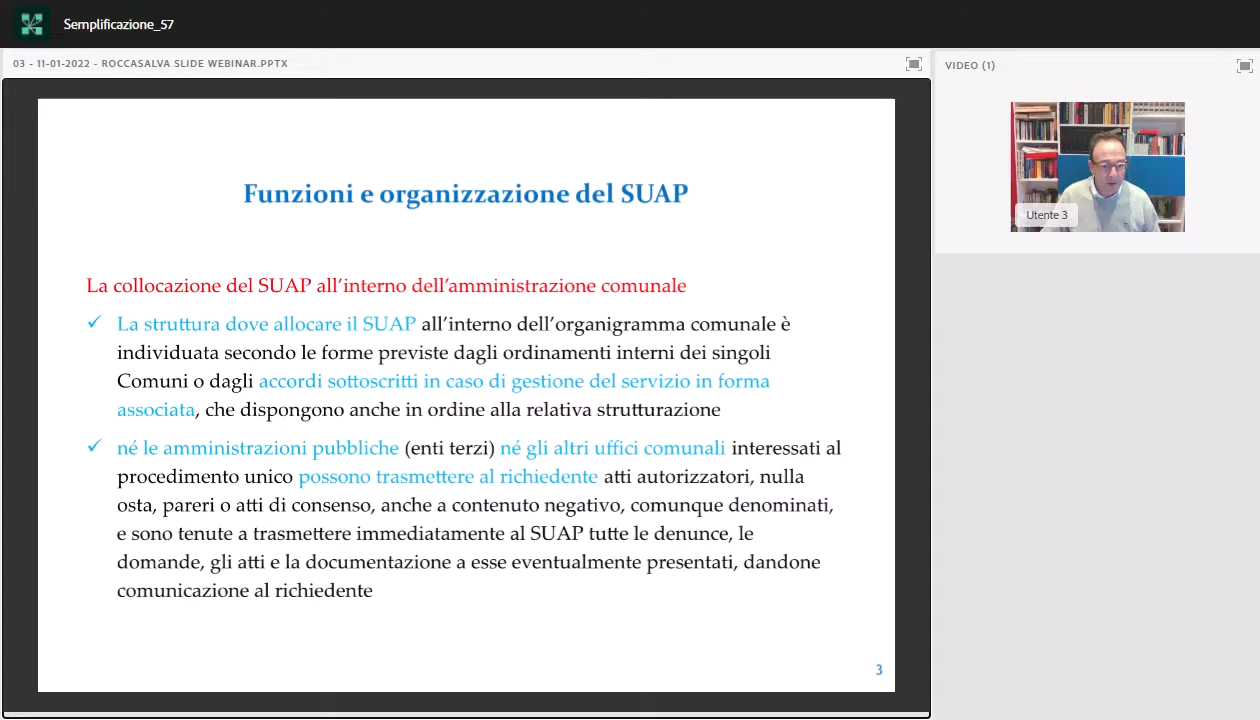 Semplificazione_57
03 - 11-01-2022 - ROCCASALVA SLIDE WEBINAR.PPTX
VIDEO (1)
Utente 3
Funzioni e organizzazione del SUAP
La collocazione del SUAP all’interno dell’amministrazione comunale
✓ La struttura dove allocare il SUAP all’interno dell’organigramma comunale è
individuata secondo le forme previste dagli ordinamenti interni dei singoli
Comuni o dagli accordi sottoscritti in caso di gestione del servizio in forma
associata, che dispongono anche in ordine alla relativa strutturazione
✓ né le amministrazioni pubbliche (enti terzi) né gli altri uffici comunali interessati al
procedimento unico possono trasmettere al richiedente atti autorizzatori, nulla
osta, pareri o atti di consenso, anche a contenuto negativo, comunque denominati,
e sono tenute a trasmettere immediatamente al SUAP tutte le denunce, le
domande, gli atti e la documentazione a esse eventualmente presentati, dandone
comunicazione al richiedente
3